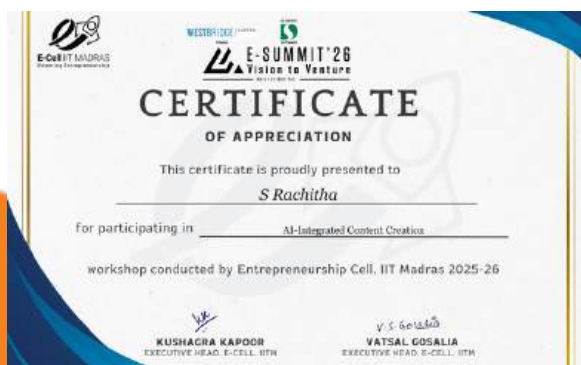 E-Cell IIT MADRAS
WESTBRIDGE
E-SUMMIT'26
Vision to Venture
CERTIFICATE
OF APPRECIATION
This certificate is proudly presented to
S Rachitha
for participating in AI-Integrated Content Creation
workshop conducted by Entrepreneurship Cell, IIT Madras 2025-26
V.S. Gosalia
KUSHAGRA KAPOOR
VATSAL GOSALIA
EXECUTIVE HEAD, E-CELL, IITM
EXECUTIVE HEAD, E-CELL, IITM